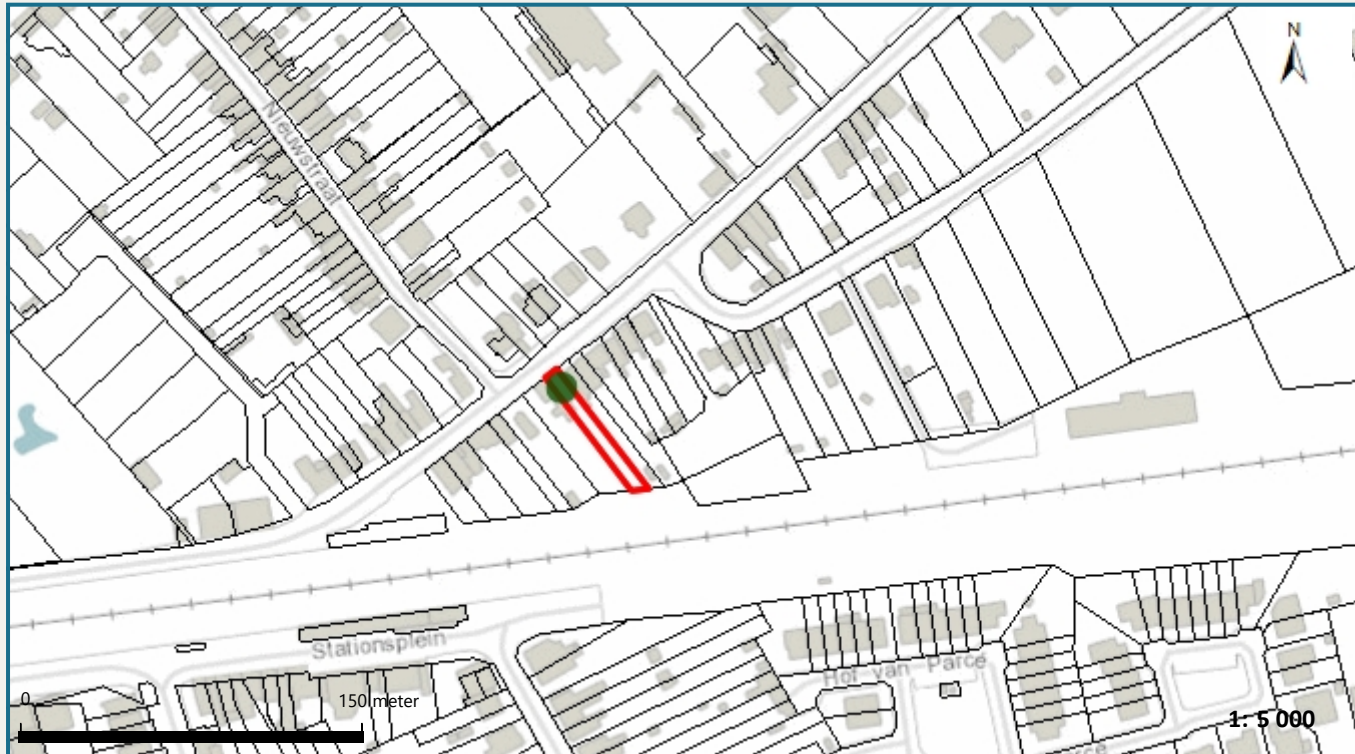 N
Nieuwstraat
Stationsplein
Hof van Parce
0
150 meter
1: 5 000